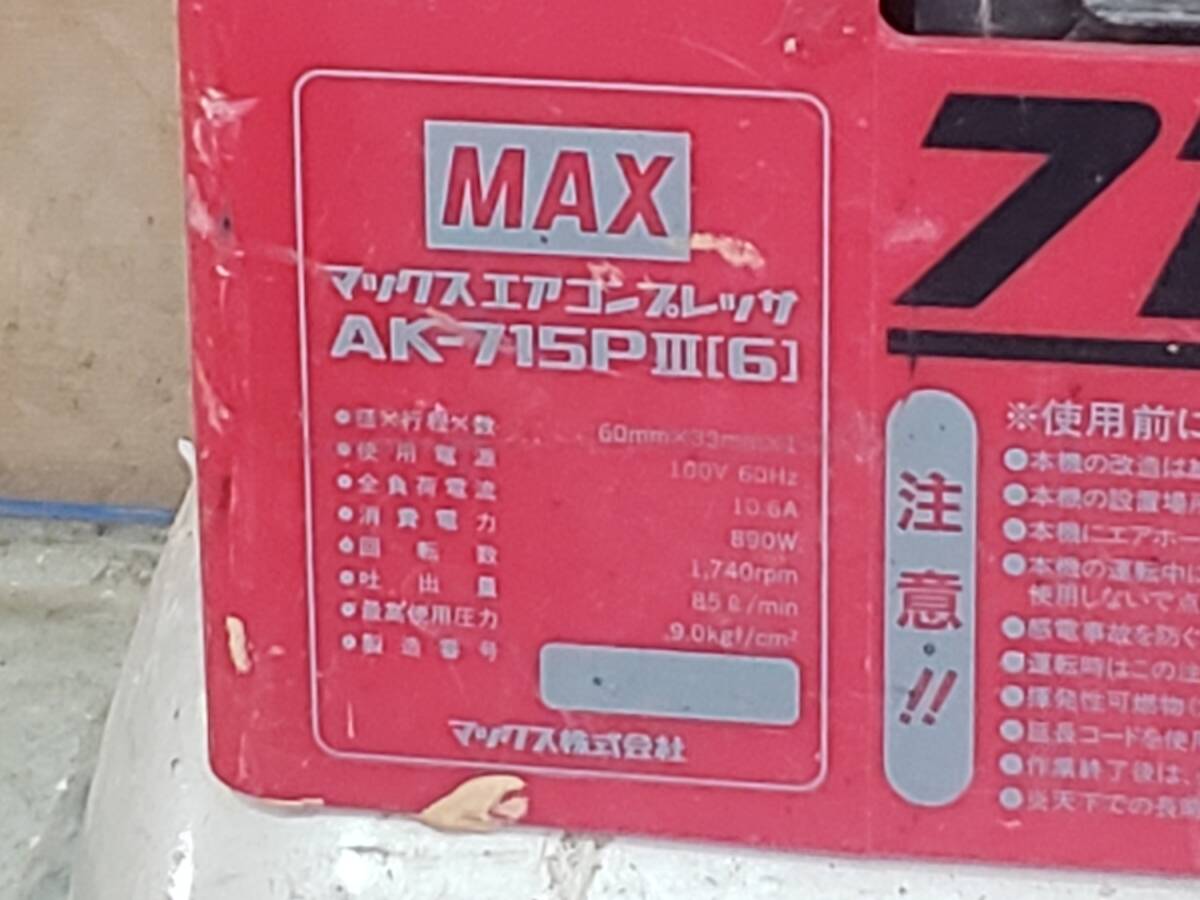 MAX
マックスエアコンプレッサ
AK-715PⅢ[6]
●径×行程×数 60mm×33mm×1
●使用電源 100V 60Hz
●全負荷電流 10.6A
●消費電力 890W
●回転数 1,740rpm
●吐出量 85ℓ/min
●最高使用圧力 9.0kgf/cm²
●製造番号
マックス株式会社
7
注意!!
※使用前に
●本機の改造は
●本機の設置場
●本機にエアホー
●本機の運転中に
使用しないで点
●感電事故を防ぐ
●運転時はこの注
●揮発性可燃物
●延長コードを使用
●作業終了後は、
●炎天下での長